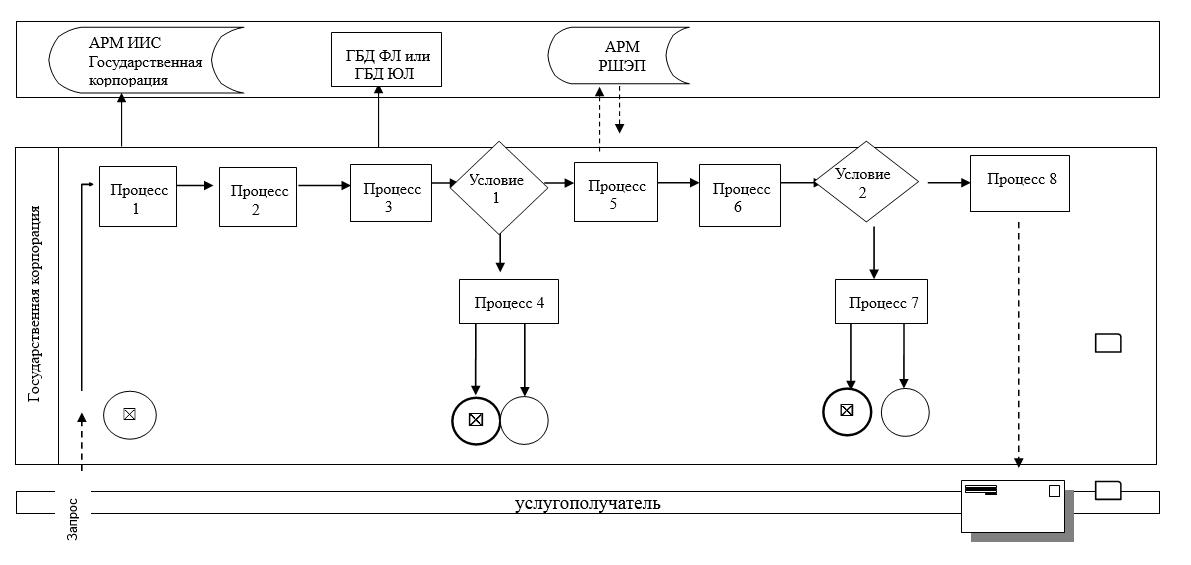 АРМ ИИС
Государственная
корпорация
ГБД ФЛ или
ГБД ЮЛ
АРМ
РШЭП
Государственная корпорация
Процесс
1
Процесс
2
Процесс
3
Условие
1
Процесс
5
Процесс
6
Условие
2
Процесс 8
Процесс 4
Процесс 7
Запрос
услугополучатель